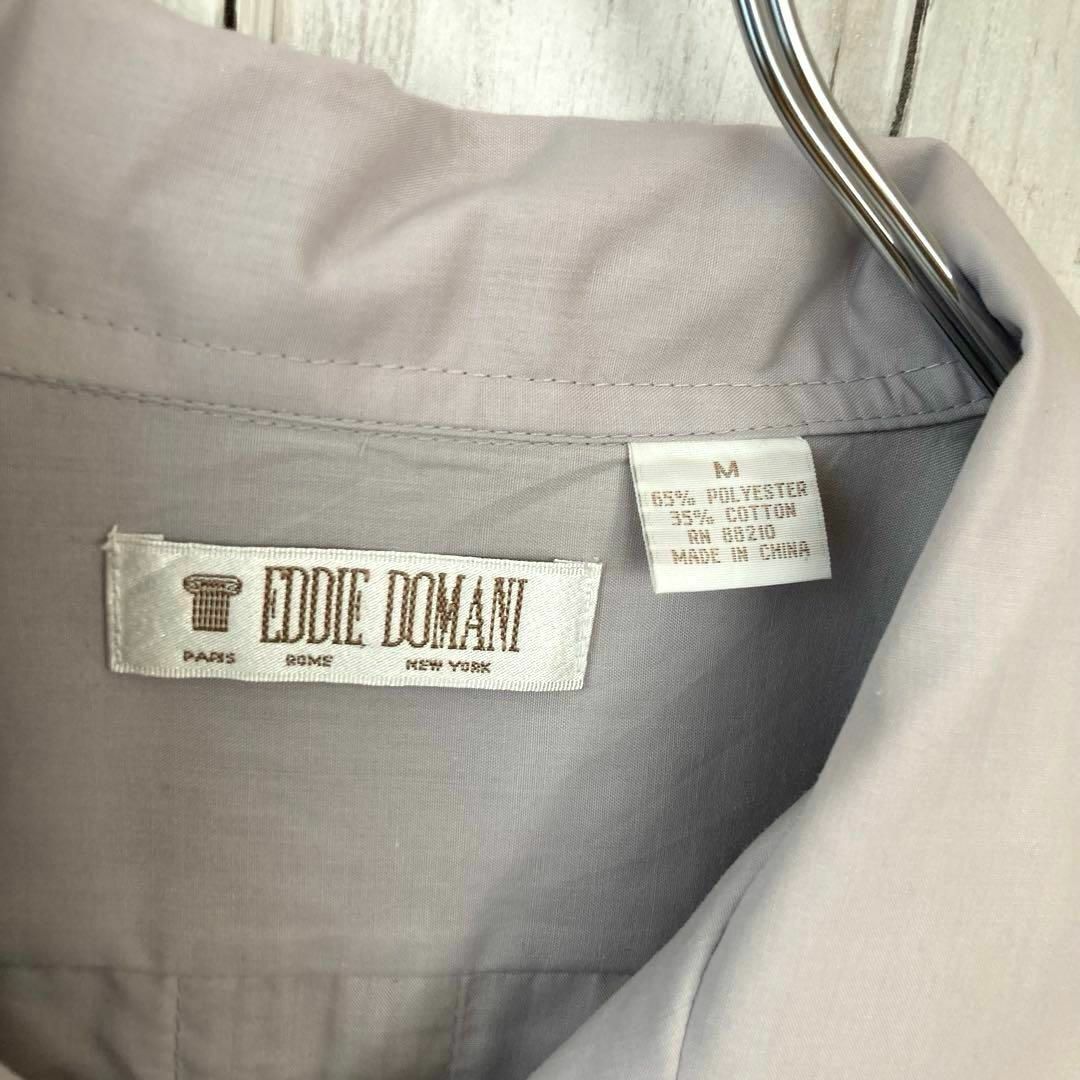 M
65% POLYESTER
35% COTTON
RN 88210
MADE IN CHINA
EDDIE DOMANI
PARIS ROME NEW YORK